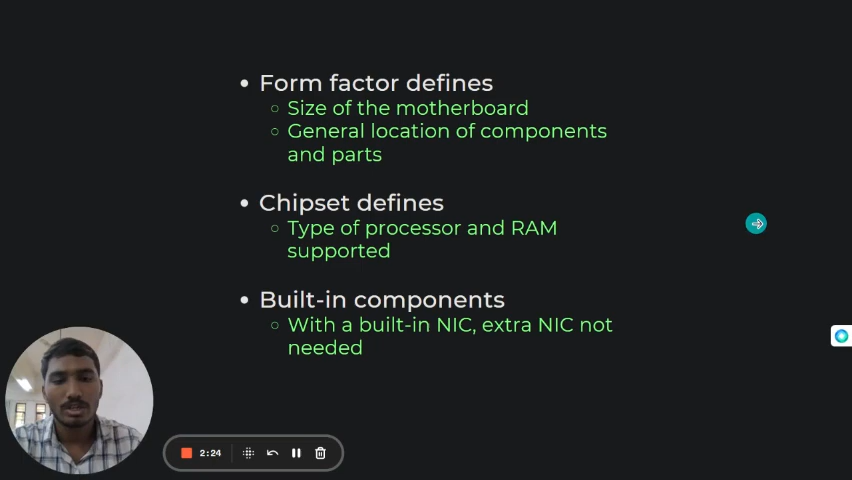 Form factor defines
Size of the motherboard
General location of components
and parts
Chipset defines
Type of processor and RAM
supported
Built-in components
With a built-in NIC, extra NIC not
needed
2:24